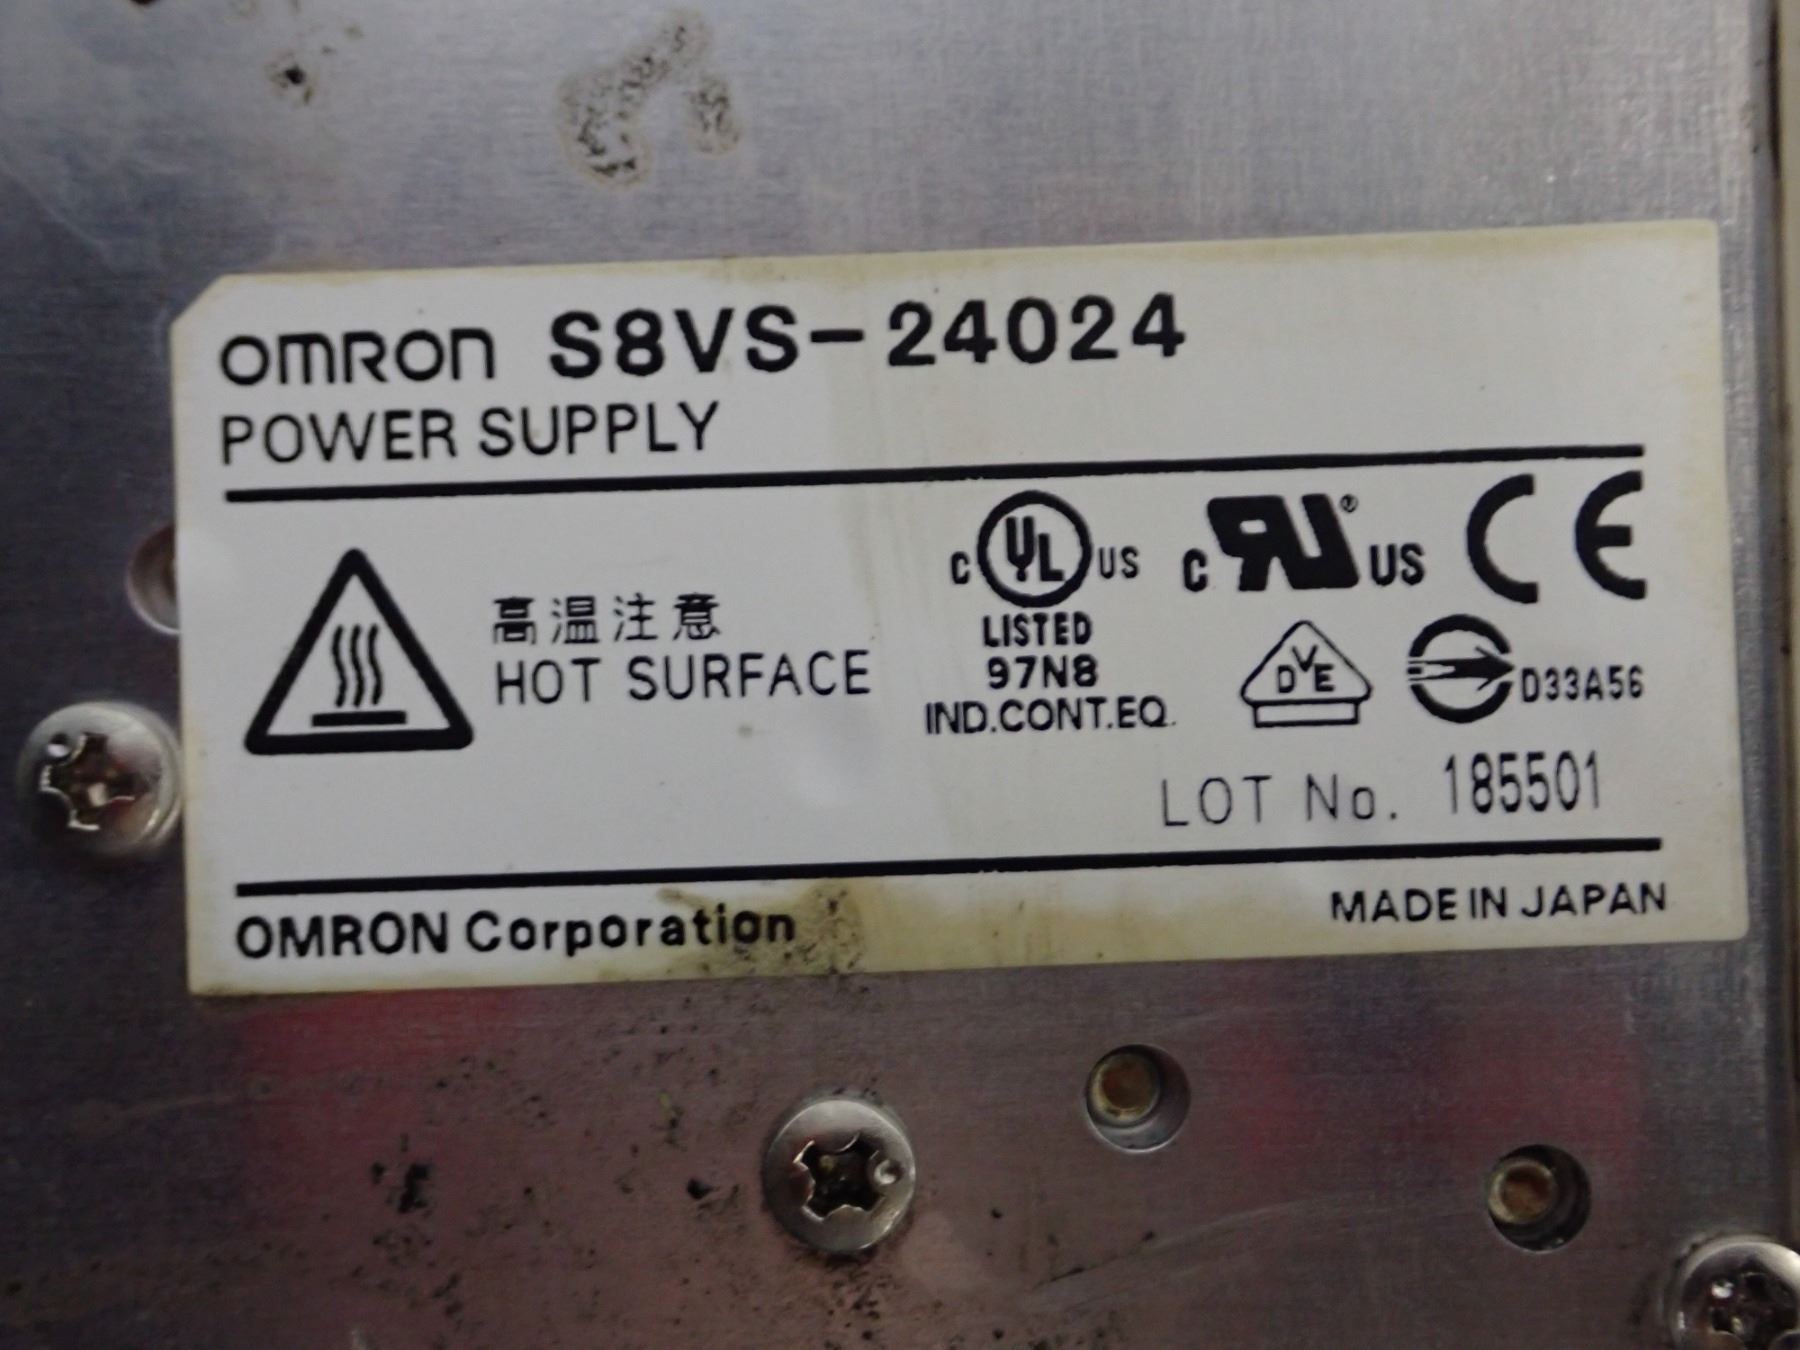 OMRON S8VS-24024
POWER SUPPLY
高温注意
HOT SURFACE
C UL US
LISTED
97N8
IND.CONT.EQ.
C RU® US
CE
DVE
D33A56
LOT No. 185501
OMRON Corporation
MADE IN JAPAN